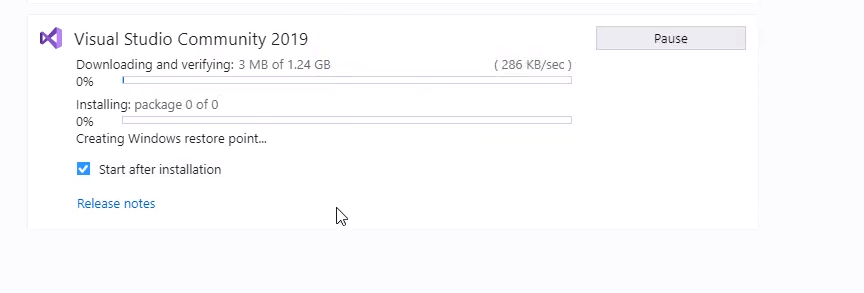 Visual Studio Community 2019
Pause
Downloading and verifying: 3 MB of 1.24 GB ( 286 KB/sec )
0%
Installing: package 0 of 0
0%
Creating Windows restore point...
Start after installation
Release notes